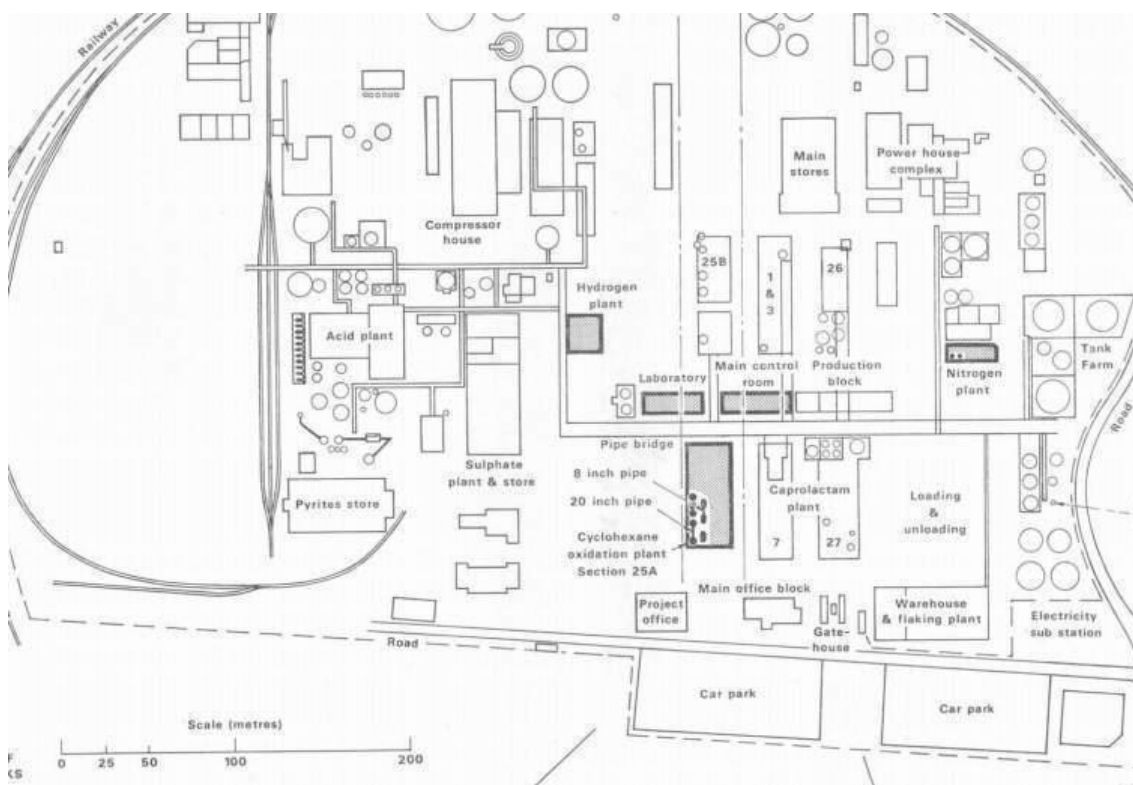 Railway
Main
stores
Power house
complex
Compressor
house
25B
1
& 3
26
Hydrogen
plant
Acid plant
Laboratory
Main control
room
Production
block
Nitrogen
plant
Tank
Farm
Road
Pipe bridge
8 inch pipe
20 inch pipe
Cyclohexane
oxidation plant
Section 25A
Sulphate
plant & store
Pyrites store
Caprolactam
plant
7
27
Loading
&
unloading
Main office block
Project
office
Gate-
house
Warehouse
& flaking plant
Electricity
sub station
Road
Car park
Car park
Scale (metres)
0 25 50 100 200
KS